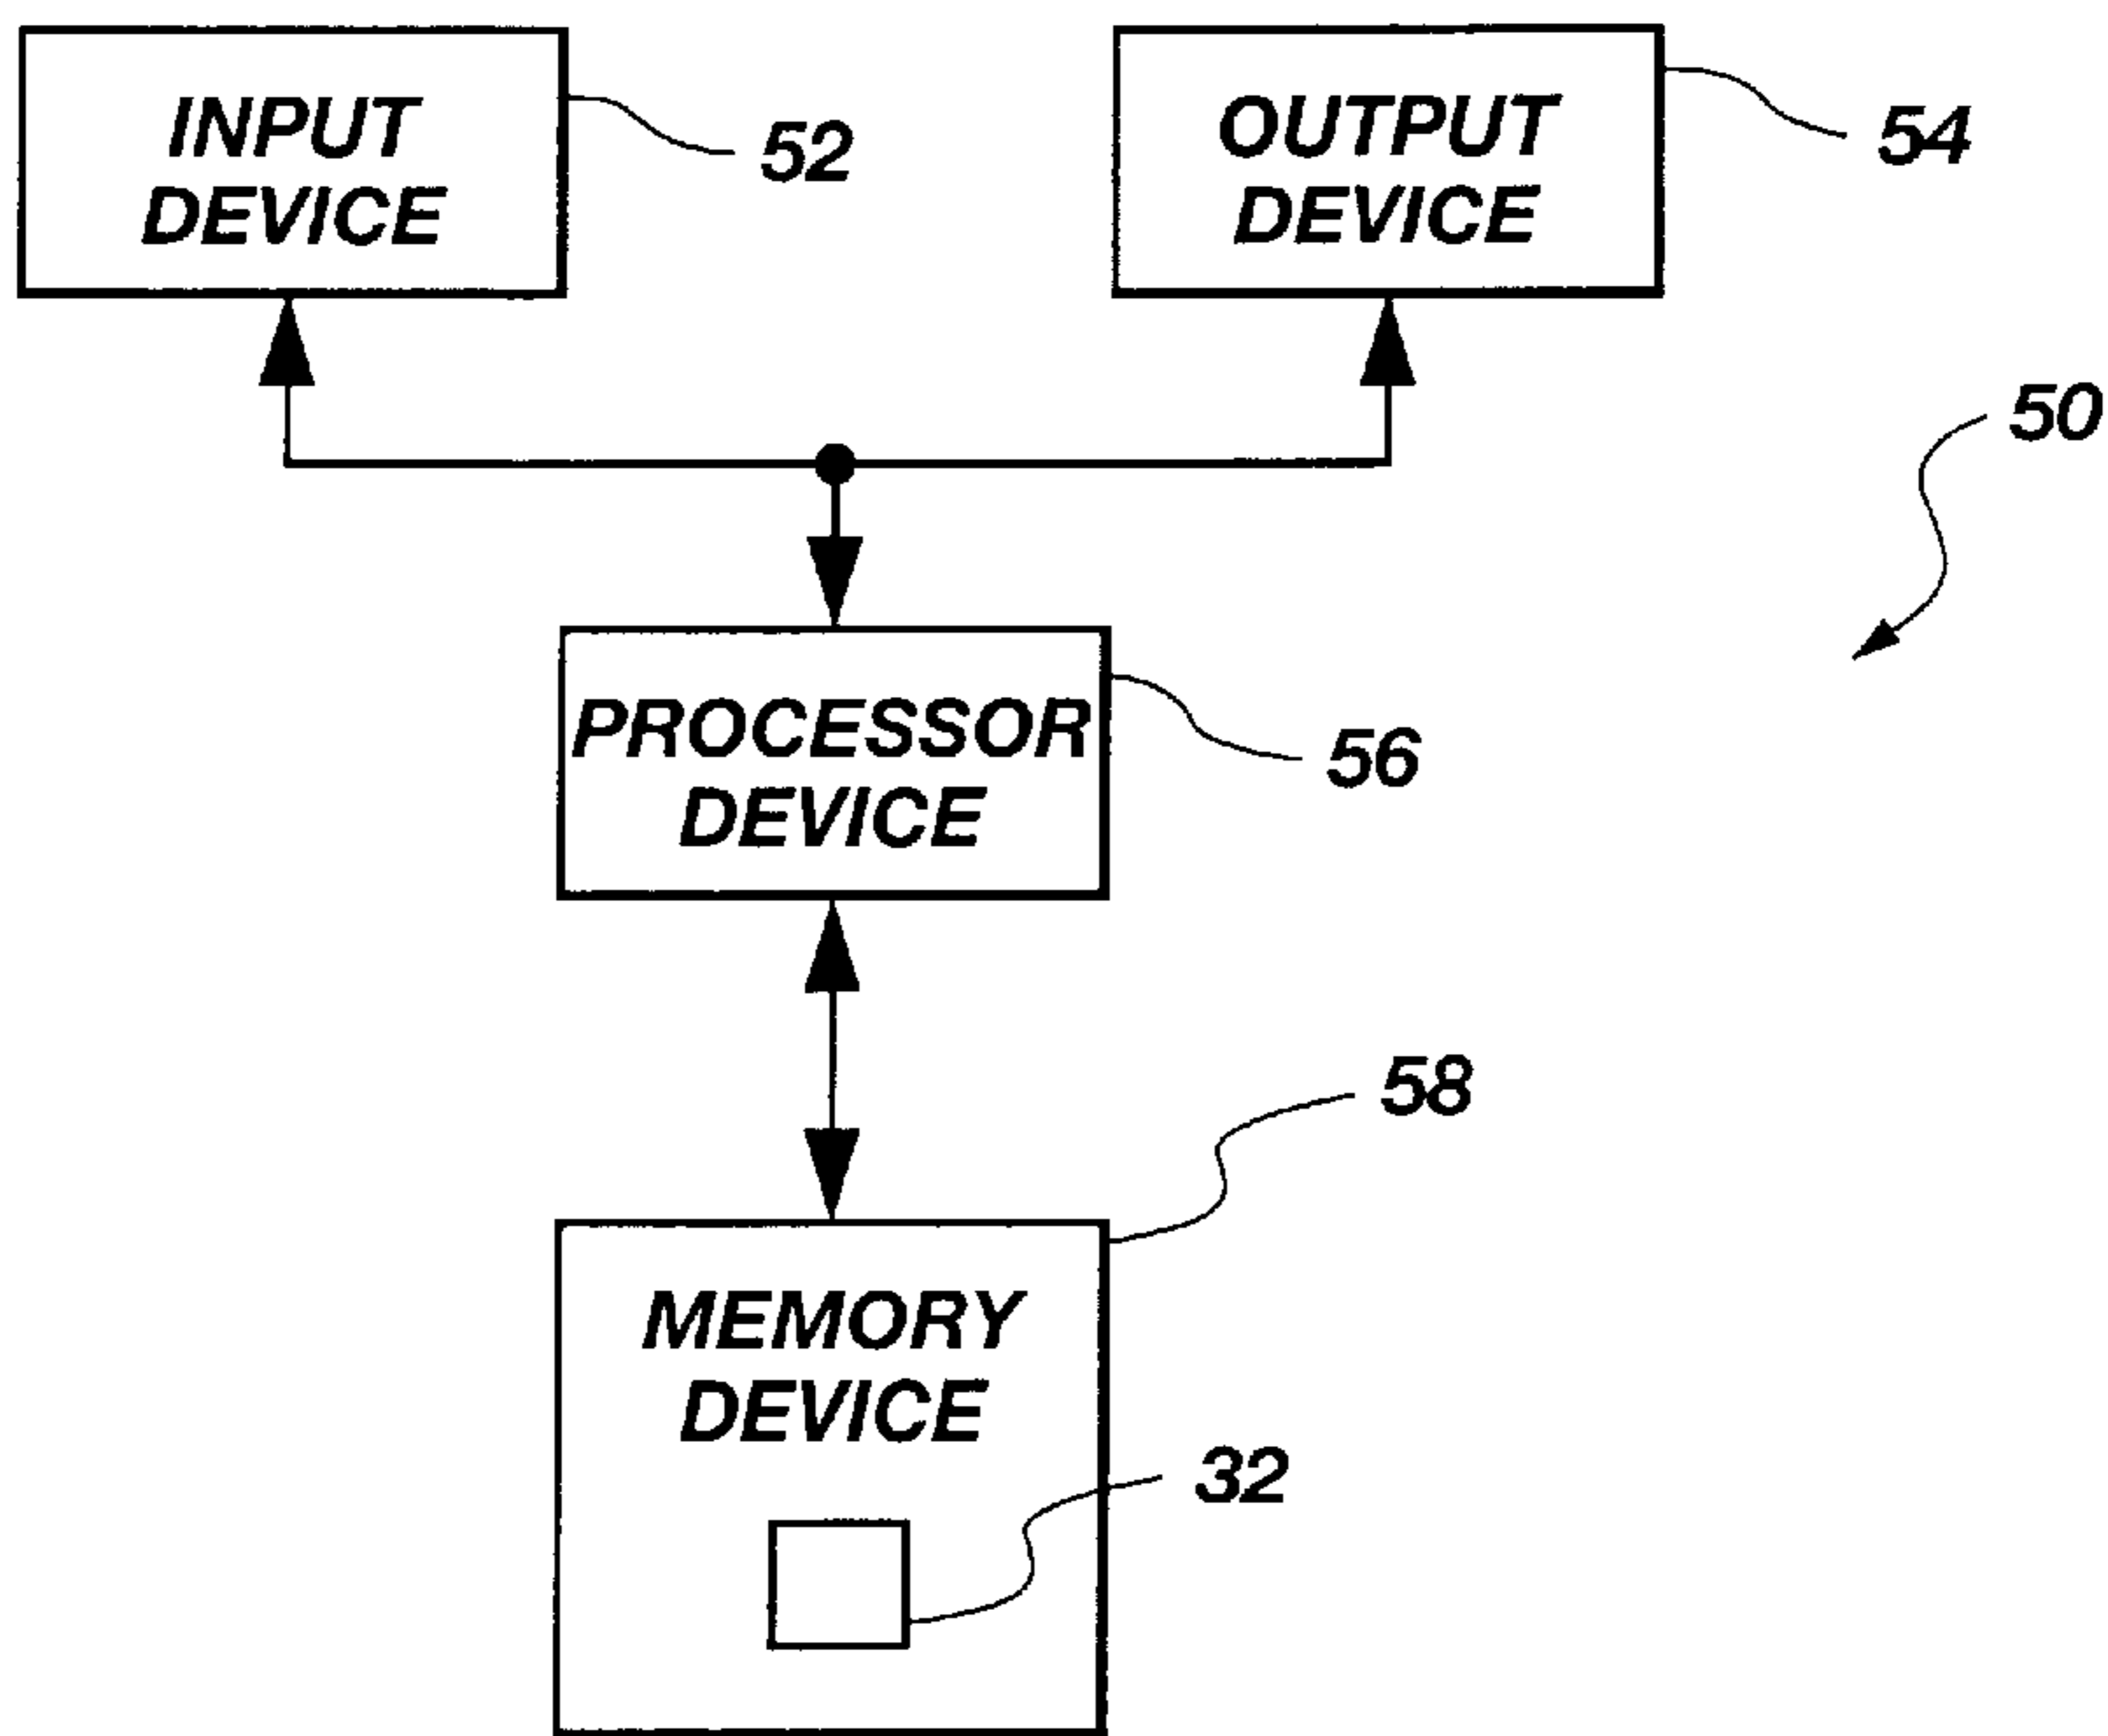 INPUT
DEVICE
52
OUTPUT
DEVICE
54
50
PROCESSOR
DEVICE
56
58
MEMORY
DEVICE
32